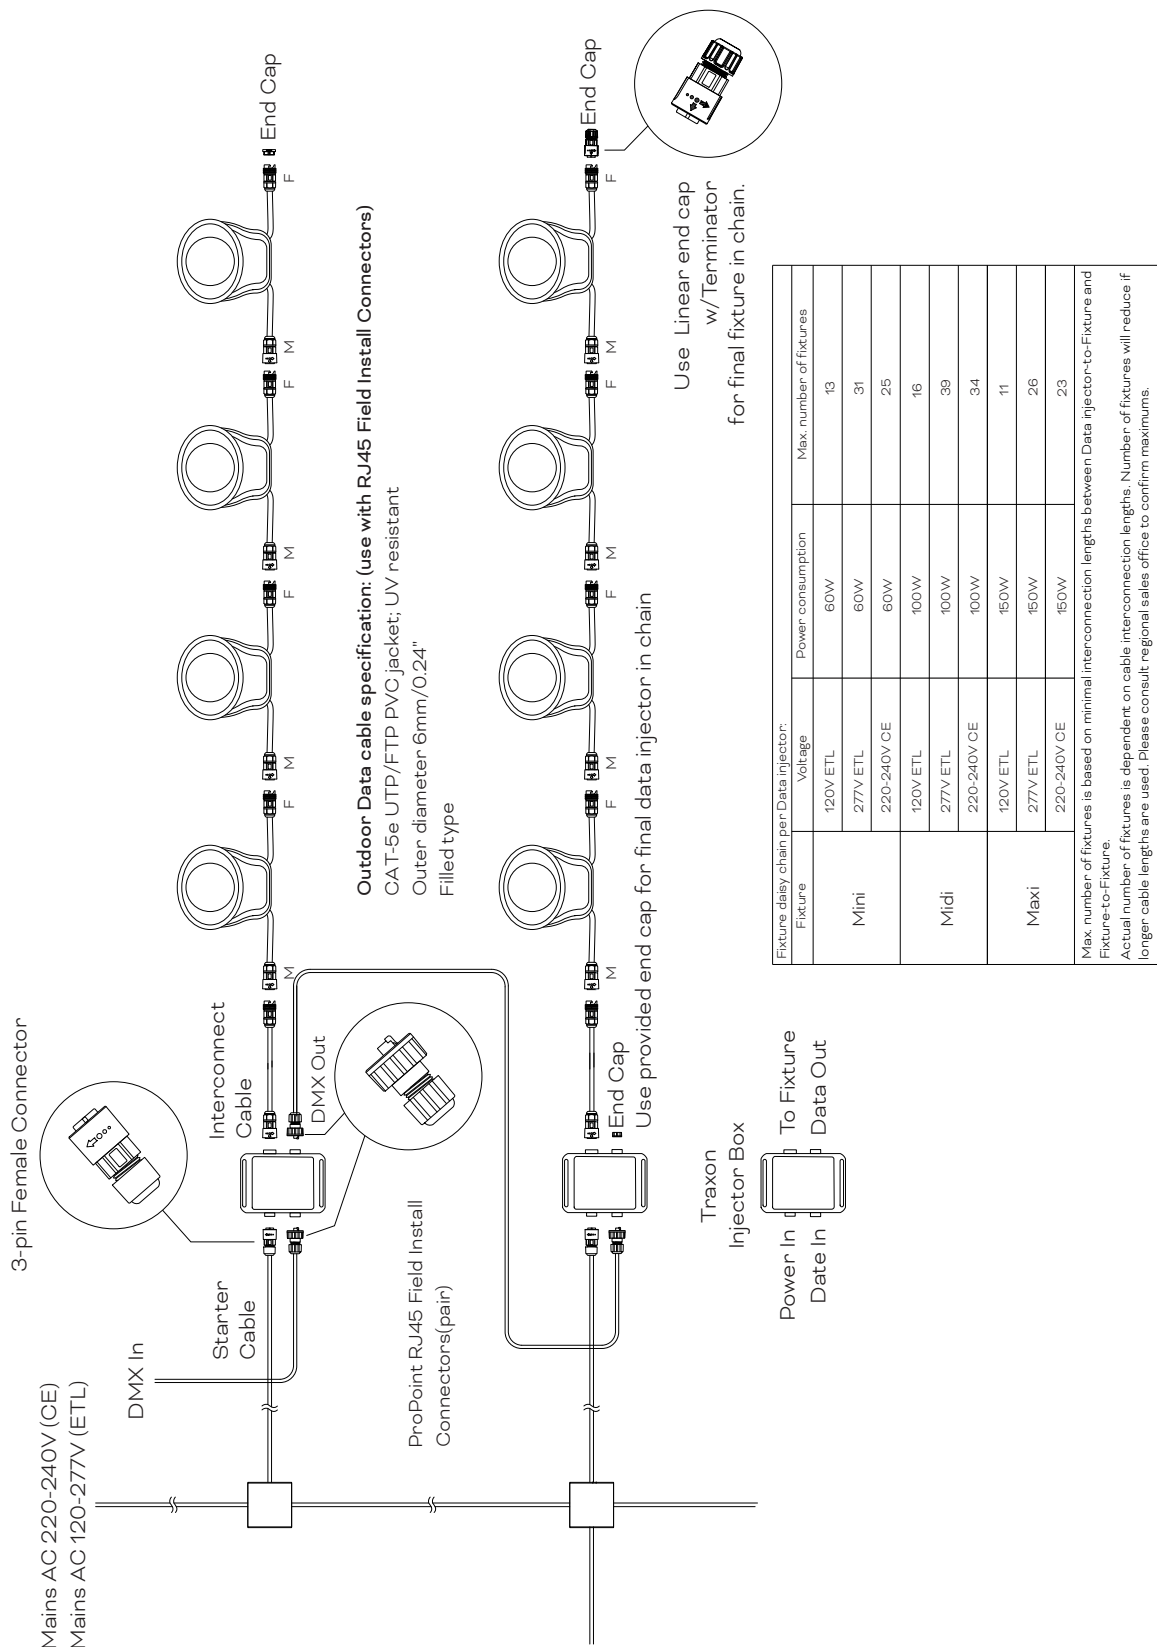 Mains AC 220-240V (CE)
Mains AC 120-277V (ETL)
DMX In
Starter
Cable
3-pin Female Connector
Interconnect
Cable
DMX Out
ProPoint RJ45 Field Install
Connectors(pair)
M
F
M
F
M
F
M
F
End Cap
Outdoor Data cable specification: (use with RJ45 Field Install Connectors)
CAT-5e UTP/FTP PVC jacket; UV resistant
Outer diameter 6mm/0.24"
Filled type
M
F
M
F
M
F
M
F
End Cap
End Cap
Use provided end cap for final data injector in chain
Use Linear end cap
w/Terminator
for final fixture in chain.
Traxon
Injector Box
Power In
Date In
To Fixture
Data Out
Fixture daisy chain per Data injector:
Fixture Voltage Power consumption Max. number of fixtures
Mini 120V ETL 60W 13
277V ETL 60W 31
220-240V CE 60W 25
Midi 120V ETL 100W 16
277V ETL 100W 39
220-240V CE 100W 34
Maxi 120V ETL 150W 11
277V ETL 150W 26
220-240V CE 150W 23
Max. number of fixtures is based on minimal interconnection lengths between Data injector-to-Fixture and
Fixture-to-Fixture.
Actual number of fixtures is dependent on cable interconnection lengths. Number of fixtures will reduce if
longer cable lengths are used. Please consult regional sales office to confirm maximums.